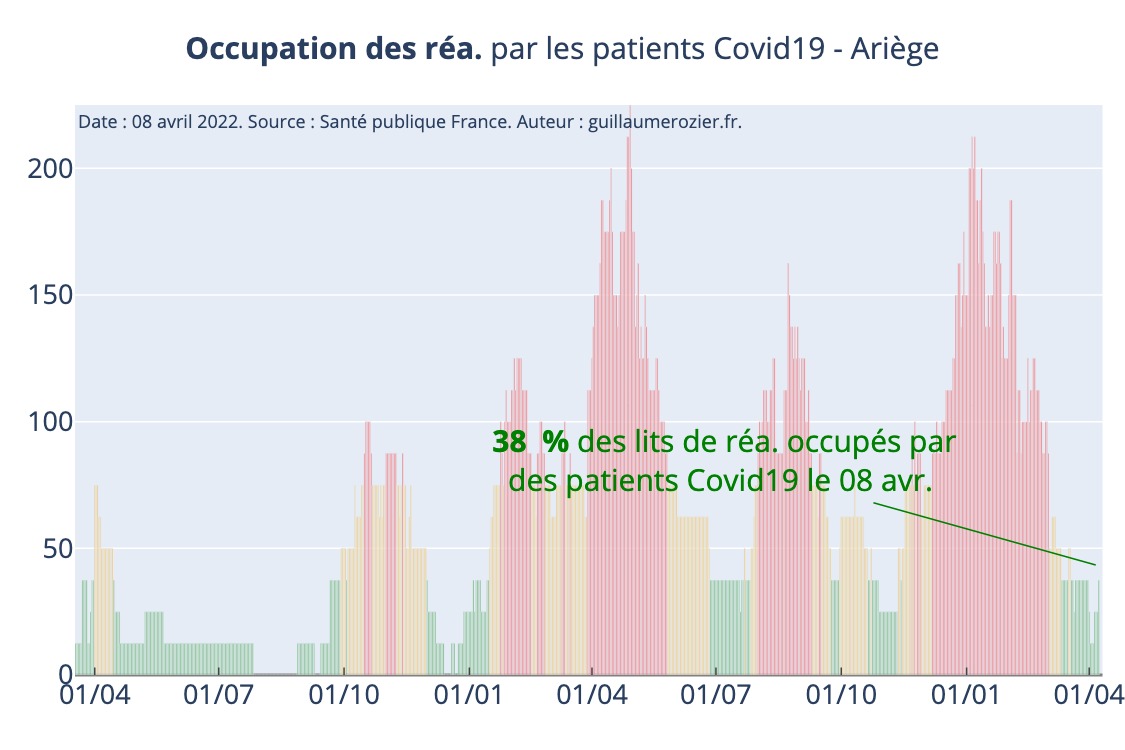 Occupation des réa. par les patients Covid19 - Ariège
Date : 08 avril 2022. Source : Santé publique France. Auteur : guillaumerozier.fr.
200
150
100
38 % des lits de réa. occupés par
des patients Covid19 le 08 avr.
50
0
01/04 01/07 01/10 01/01 01/04 01/07 01/10 01/01 01/04